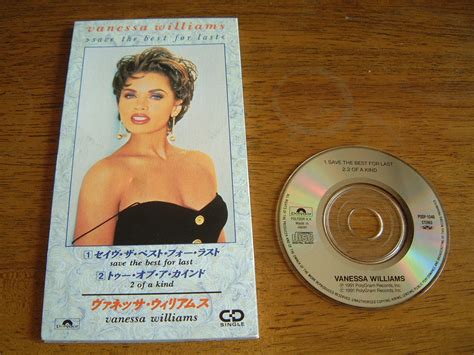 vanessa williams
save the best for last
1 セイヴ・ザ・ベスト・フォー・ラスト
save the best for last
2 トゥー・オブ・ア・カインド
2 of a kind
ヴァネッサ・ウィリアムス
vanessa williams
polydor
CD
SINGLE
1 SAVE THE BEST FOR LAST
2 2 OF A KIND
polydor
STEREO
VANESSA WILLIAMS
℗ 1991 PolyGram Records, Inc.
© 1991 PolyGram Records, Inc.